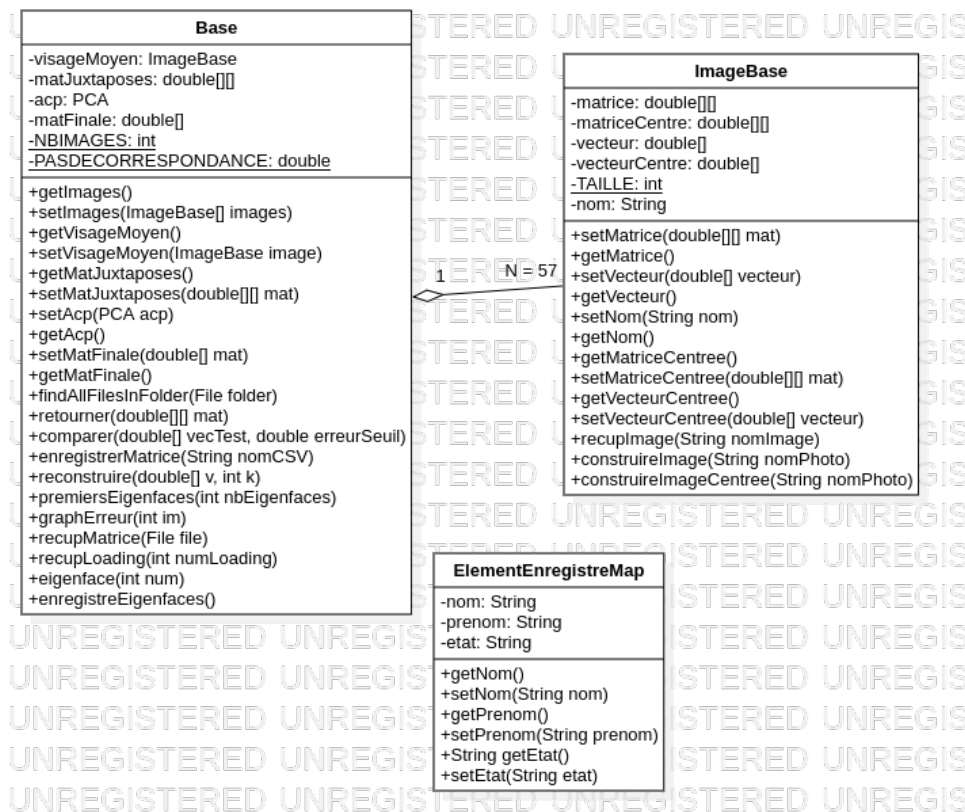 Base
-visageMoyen: ImageBase
-matJuxtaposes: double[][]
-acp: PCA
-matFinale: double[]
-NBIMAGES: int
-PASDECORRESPONDANCE: double
+getImages()
+setImages(ImageBase[] images)
+getVisageMoyen()
+setVisageMoyen(ImageBase image)
+getMatJuxtaposes()
+setMatJuxtaposes(double[][] mat)
+setAcp(PCA acp)
+getAcp()
+setMatFinale(double[] mat)
+getMatFinale()
+findAllFilesInFolder(File folder)
+retourner(double[][] mat)
+comparer(double[] vecTest, double erreurSeuil)
+enregistrerMatrice(String nomCSV)
+reconstruire(double[] v, int k)
+premiersEigenfaces(int nbEigenfaces)
+graphErreur(int im)
+recupMatrice(File file)
+recupLoading(int numLoading)
+eigenface(int num)
+enregistreEigenfaces()
1
N = 57
ImageBase
-matrice: double[][]
-matriceCentre: double[][]
-vecteur: double[]
-vecteurCentre: double[]
-TAILLE: int
-nom: String
+setMatrice(double[][] mat)
+getMatrice()
+setVecteur(double[] vecteur)
+getVecteur()
+setNom(String nom)
+getNom()
+getMatriceCentree()
+setMatriceCentree(double[][] mat)
+getVecteurCentree()
+setVecteurCentree(double[] vecteur)
+recupImage(String nomImage)
+construireImage(String nomPhoto)
+construireImageCentree(String nomPhoto)
ElementEnregistreMap
-nom: String
-prenom: String
-etat: String
+getNom()
+setNom(String nom)
+getPrenom()
+setPrenom(String prenom)
+String getEtat()
+setEtat(String etat)
UNREGISTERED UNREGISTERED UNREGISTERED